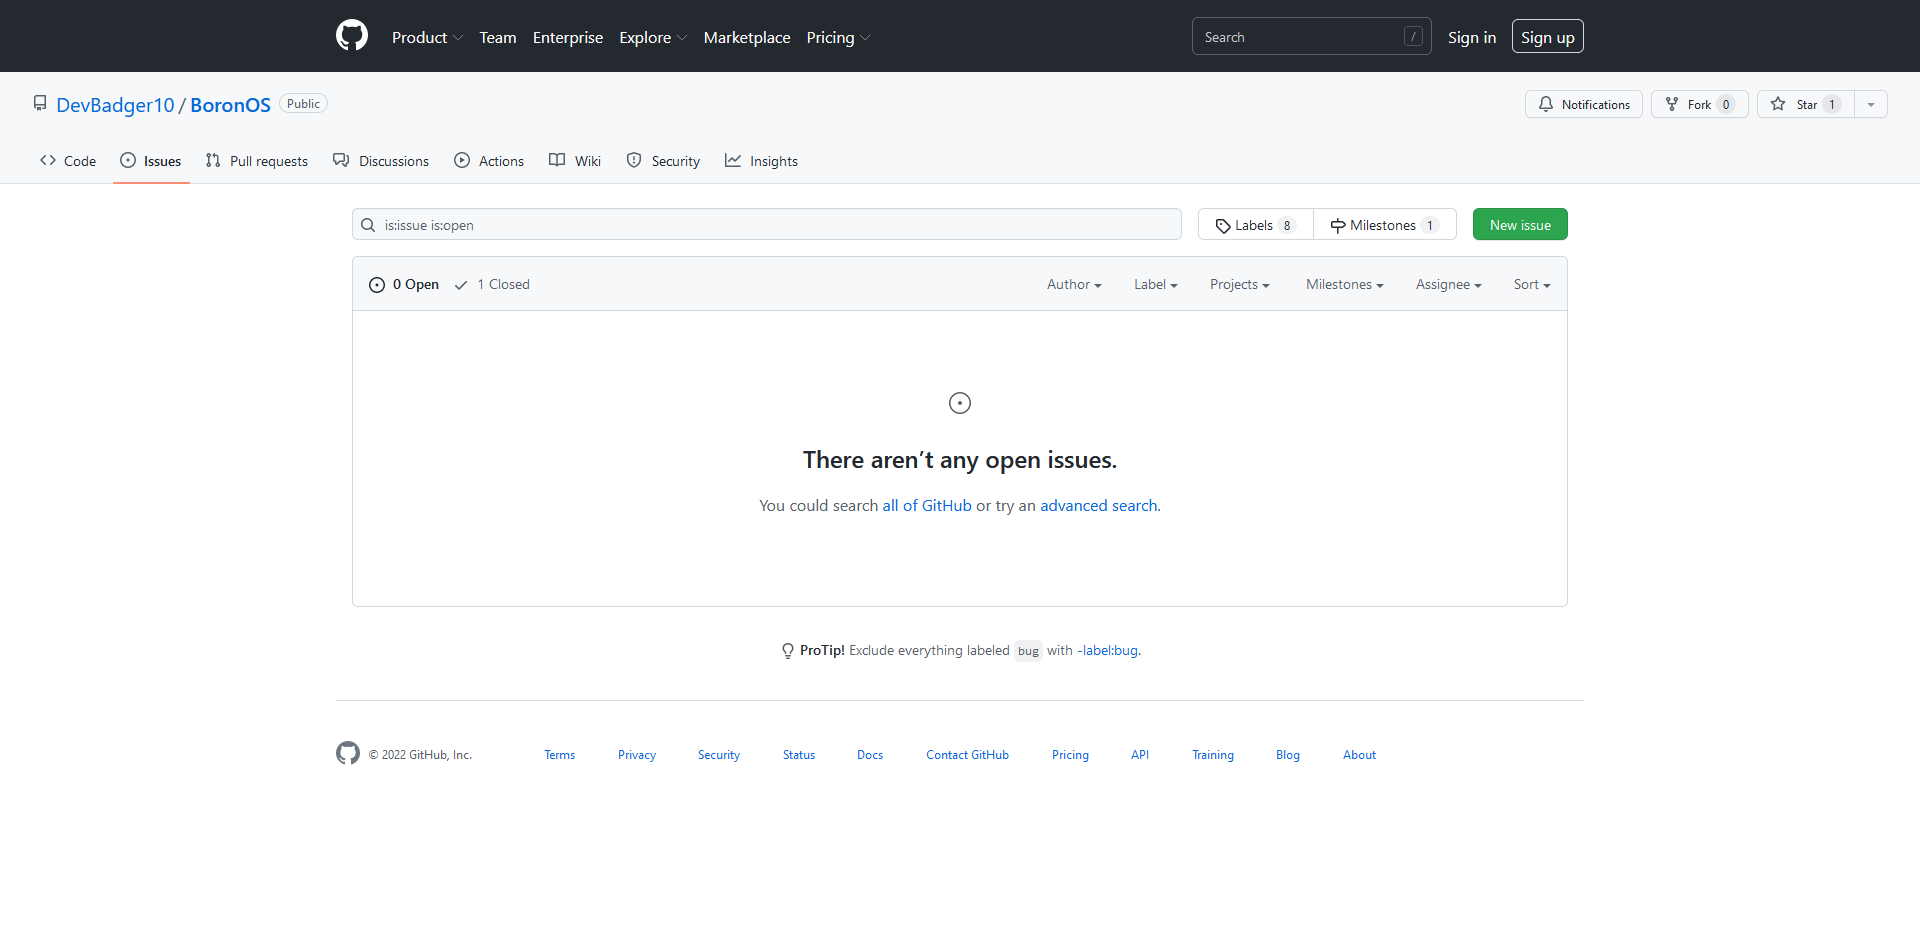 Product Team Enterprise Explore Marketplace Pricing Search / Sign in Sign up
DevBadger10 / BoronOS Public Notifications Fork 0 Star 1
Code Issues Pull requests Discussions Actions Wiki Security Insights
is:issue is:open Labels 8 Milestones 1 New issue
0 Open 1 Closed Author Label Projects Milestones Assignee Sort
There aren’t any open issues.
You could search all of GitHub or try an advanced search.
ProTip! Exclude everything labeled bug with -label:bug.
© 2022 GitHub, Inc. Terms Privacy Security Status Docs Contact GitHub Pricing API Training Blog About